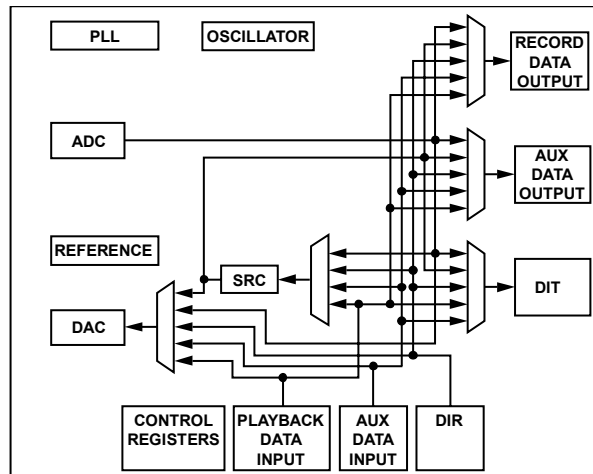 PLL
OSCILLATOR
RECORD
DATA
OUTPUT
ADC
AUX
DATA
OUTPUT
REFERENCE
SRC
DIT
DAC
CONTROL
REGISTERS
PLAYBACK
DATA
INPUT
AUX
DATA
INPUT
DIR